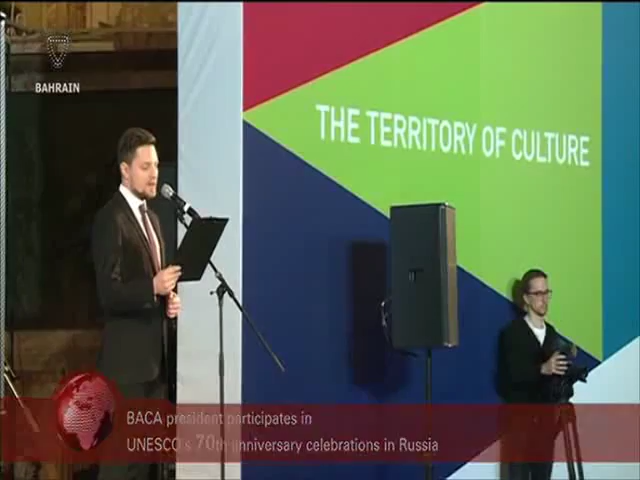 BAHRAIN
THE TERRITORY OF CULTURE
BACA president participates in
UNESCO's 70th anniversary celebrations in Russia